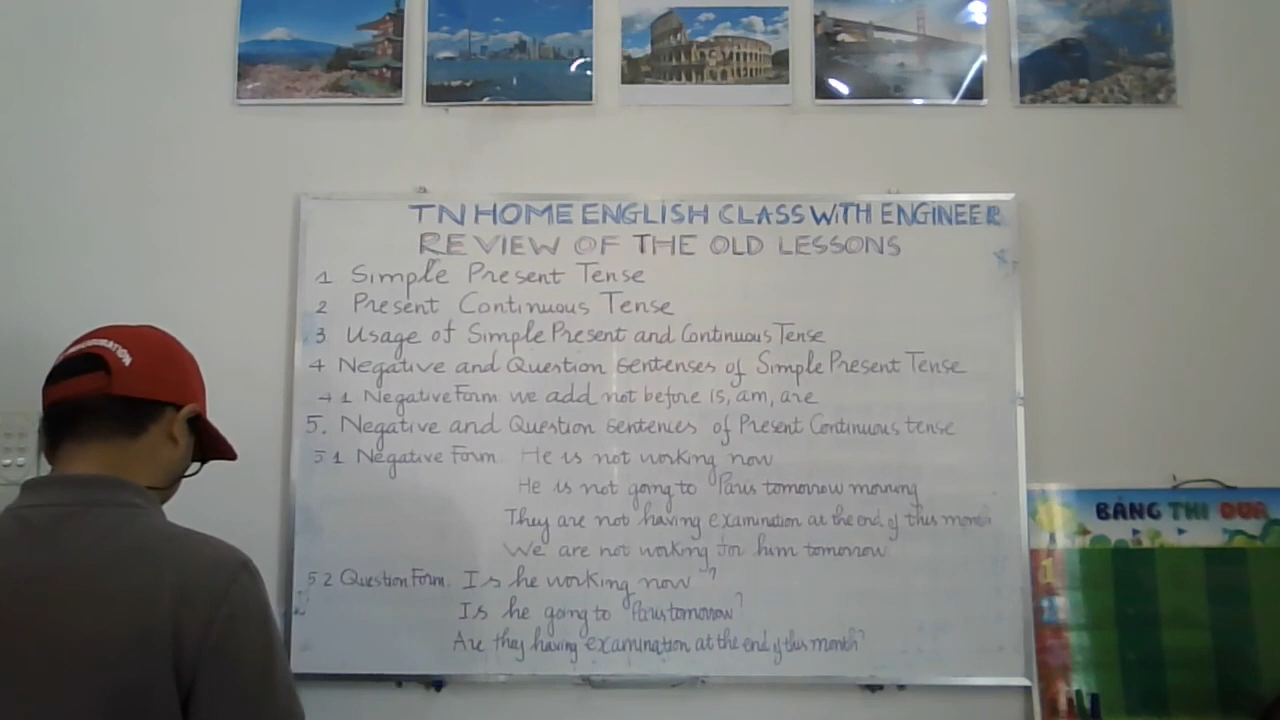 TN HOME ENGLISH CLASS WITH ENGINEER
REVIEW OF THE OLD LESSONS
1 Simple Present Tense
2 Present Continuous Tense
3 Usage of Simple Present and Continuous Tense
4 Negative and Question sentenses of Simple Present Tense
4 1 Negative Form we add not before is, am, are
5. Negative and Question sentences of Present Continuous tense
5 1 Negative Form He is not working now
He is not going to Paris tomorrow morning
They are not having examination at the end of this month
We are not working for him tomorrow
5 2 Question Form. Is he working now?
Is he going to Paris tomorrow?
Are they having examination at the end of this month?
BẢNG THI ĐUA
1
2